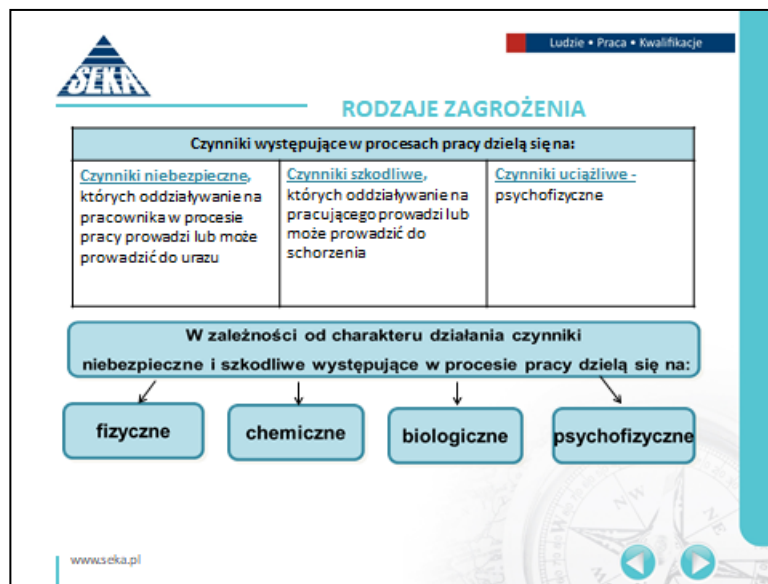 Ludzie • Praca • Kwalifikacje
SEKA
RODZAJE ZAGROŻENIA
Czynniki występujące w procesach pracy dzielą się na:
Czynniki niebezpieczne,
których oddziaływanie na
pracownika w procesie
pracy prowadzi lub może
prowadzić do urazu
Czynniki szkodliwe,
których oddziaływanie na
pracującego prowadzi lub
może prowadzić do
schorzenia
Czynniki uciążliwe -
psychofizyczne
W zależności od charakteru działania czynniki
niebezpieczne i szkodliwe występujące w procesie pracy dzielą się na:
fizyczne
chemiczne
biologiczne
psychofizyczne
NW
N
NE
www.seka.pl